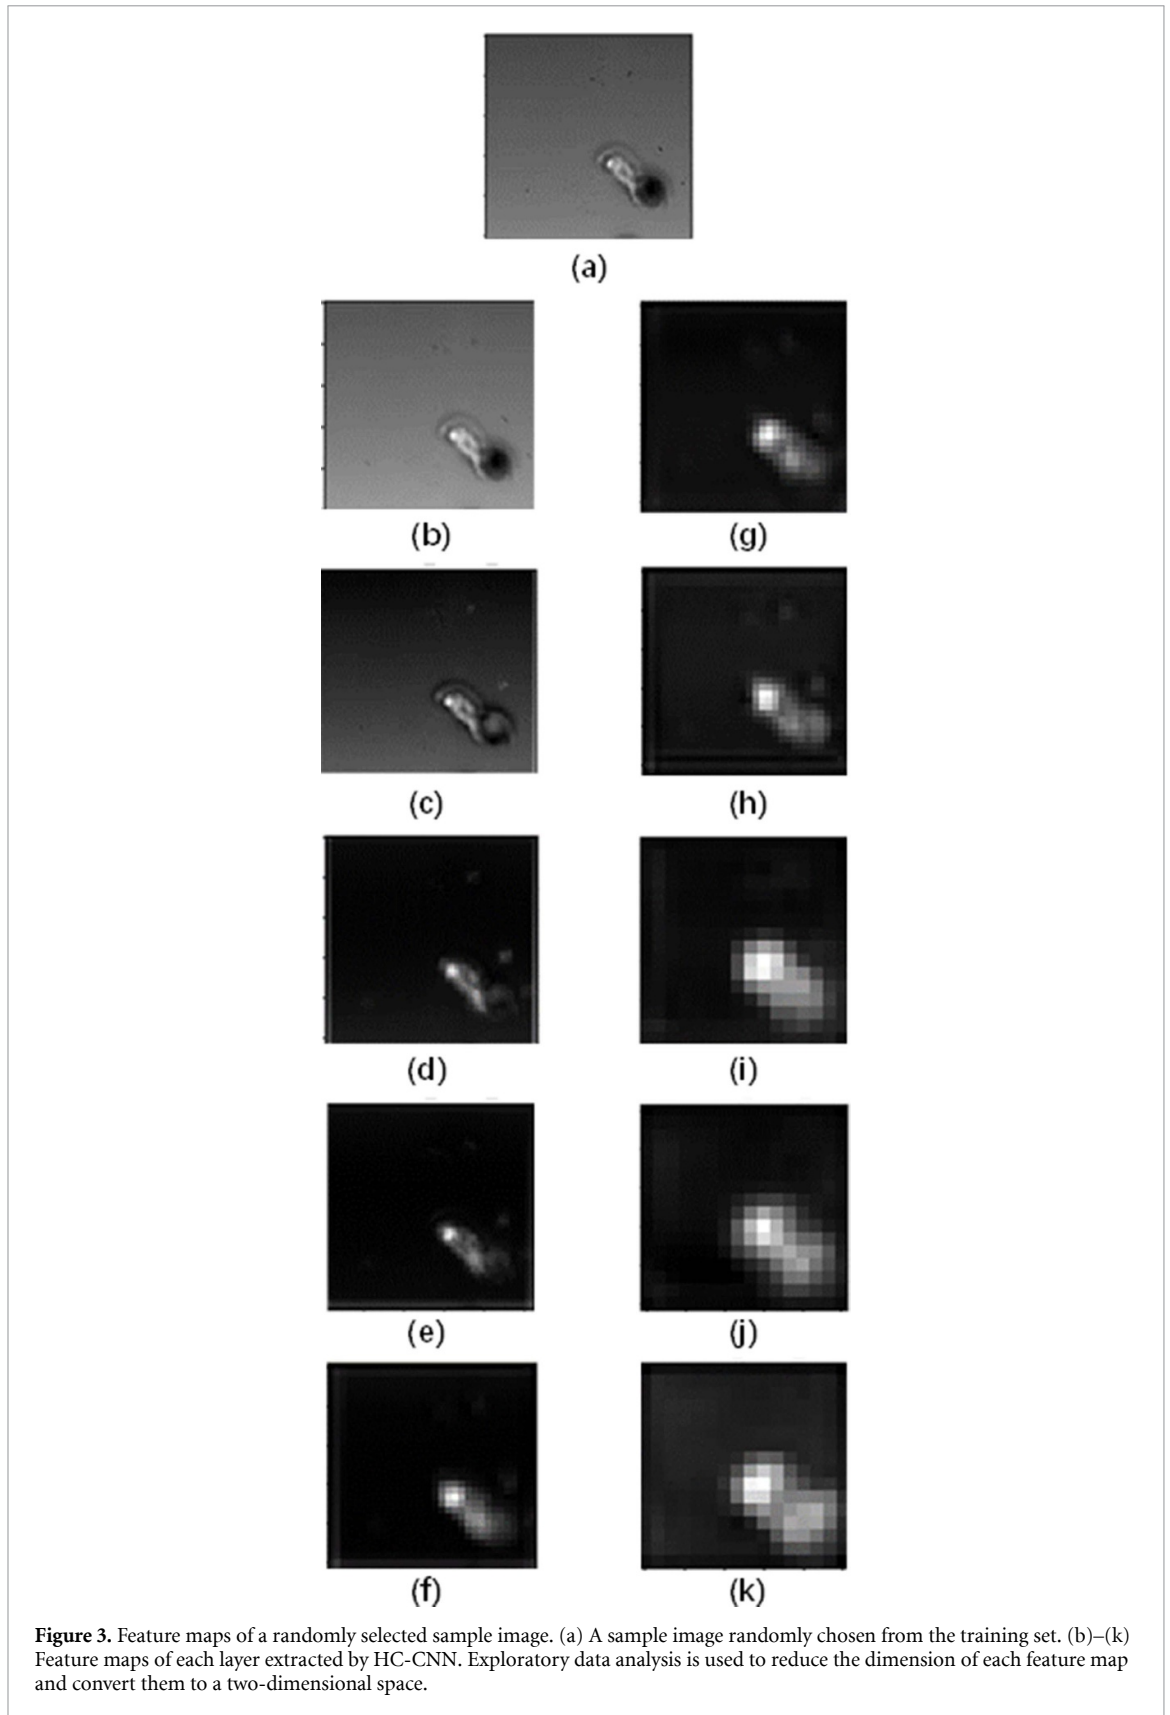 (a)
(b)
(g)
(c)
(h)
(d)
(i)
(e)
(j)
(f)
(k)
Figure 3. Feature maps of a randomly selected sample image. (a) A sample image randomly chosen from the training set. (b)–(k)
Feature maps of each layer extracted by HC-CNN. Exploratory data analysis is used to reduce the dimension of each feature map
and convert them to a two-dimensional space.